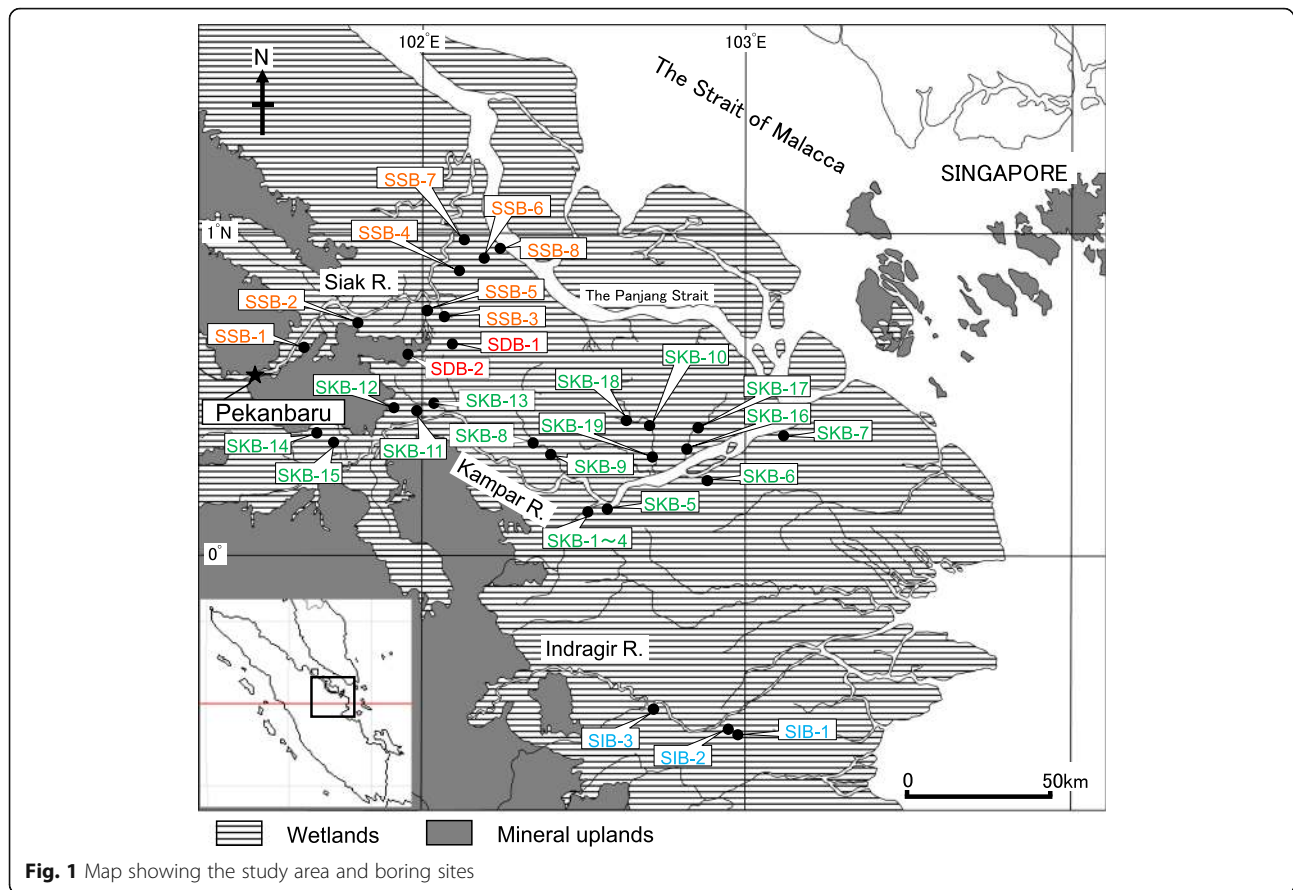 102°E
103°E
N
The Strait of Malacca
SINGAPORE
SSB-7
SSB-6
1°N
SSB-4
SSB-8
Siak R.
SSB-2
SSB-5
The Panjang Strait
SSB-1
SSB-3
SDB-1
SKB-10
SDB-2
SKB-18
SKB-17
SKB-12
SKB-13
Pekanbaru
SKB-19
SKB-16
SKB-14
SKB-11
SKB-8
SKB-7
SKB-15
SKB-9
Kampar R.
SKB-6
SKB-5
SKB-1～4
0°
Indragir R.
SIB-3
SIB-2
SIB-1
0 50km
Wetlands Mineral uplands
Fig. 1 Map showing the study area and boring sites